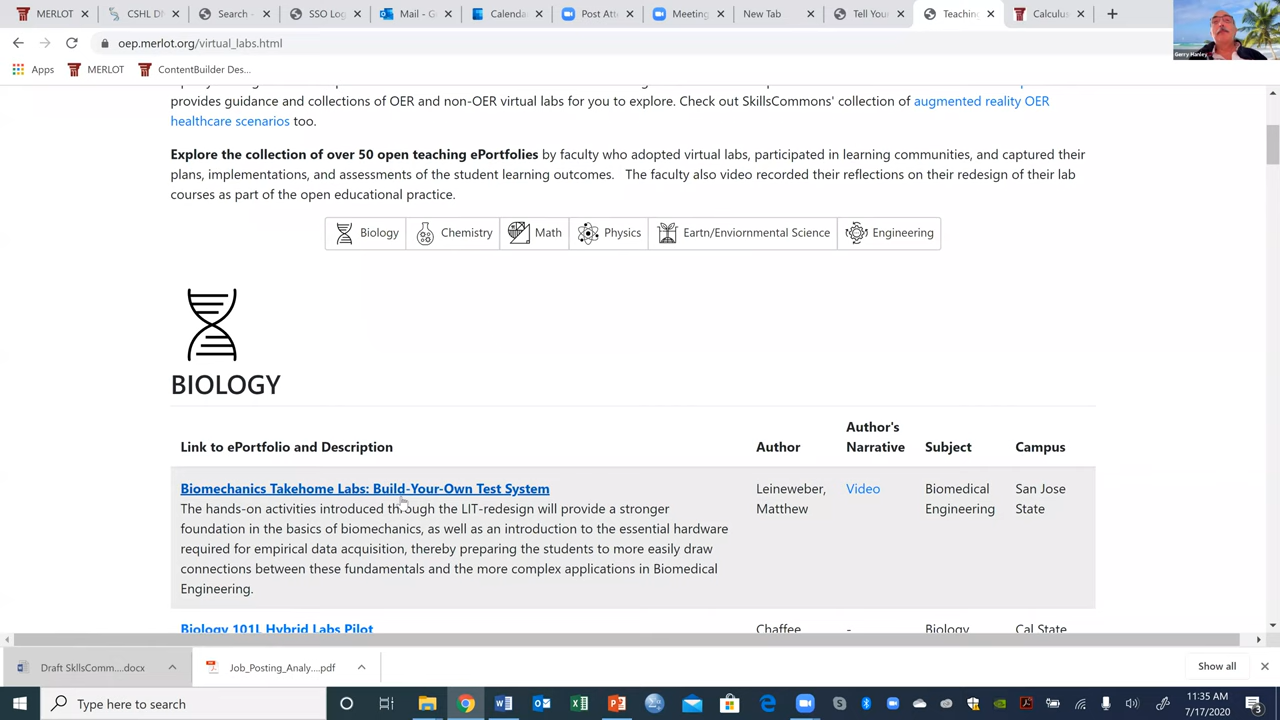 MERLOT
CSHL DN
Search -
SSO Log
Mail - G
Calenda
Post Att
Meeting
New Tab
Tell You
Teaching
Calculus
oep.merlot.org/virtual_labs.html
Gerry Hanley
Apps
MERLOT
ContentBuilder Des...
provides guidance and collections of OER and non-OER virtual labs for you to explore. Check out SkillsCommons' collection of augmented reality OER
healthcare scenarios too.
Explore the collection of over 50 open teaching ePortfolies by faculty who adopted virtual labs, participated in learning communities, and captured their
plans, implementations, and assessments of the student learning outcomes. The faculty also video recorded their reflections on their redesign of their lab
courses as part of the open educational practice.
Biology
Chemistry
Math
Physics
Eartn/Enviornmental Science
Engineering
BIOLOGY
Link to ePortfolio and Description
Author
Author's
Narrative
Subject
Campus
Biomechanics Takehome Labs: Build-Your-Own Test System
The hands-on activities introduced through the LIT-redesign will provide a stronger
foundation in the basics of biomechanics, as well as an introduction to the essential hardware
required for empirical data acquisition, thereby preparing the students to more easily draw
connections between these fundamentals and the more complex applications in Biomedical
Engineering.
Leineweber,
Matthew
Video
Biomedical
Engineering
San Jose
State
Biology 101L Hybrid Labs Pilot
Chaffee
-
Biology
Cal State
Draft SkllsComm....docx
Job_Posting_Analy....pdf
Show all
Type here to search
11:35 AM
7/17/2020
3